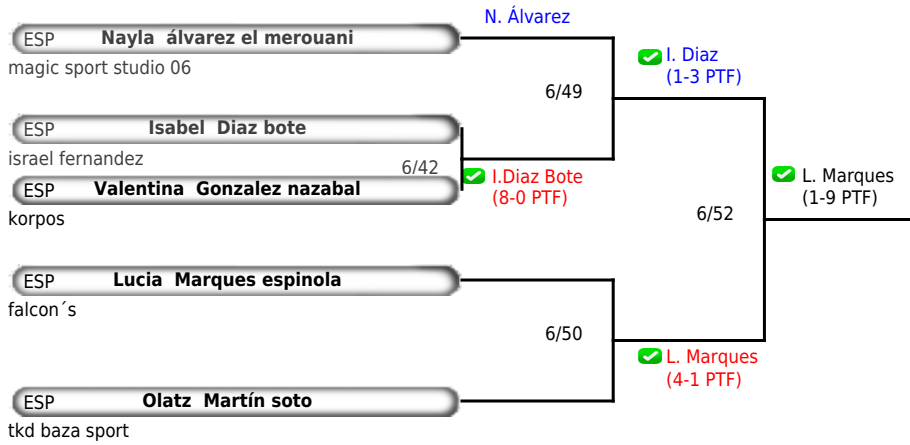 N. Álvarez
ESP Nayla álvarez el merouani
magic sport studio 06
I. Diaz
(1-3 PTF)
6/49
ESP Isabel Diaz bote
israel fernandez
6/42
I.Diaz Bote
(8-0 PTF)
ESP Valentina Gonzalez nazabal
korpos
L. Marques
(1-9 PTF)
6/52
ESP Lucia Marques espinola
falcon´s
6/50
L. Marques
(4-1 PTF)
ESP Olatz Martín soto
tkd baza sport